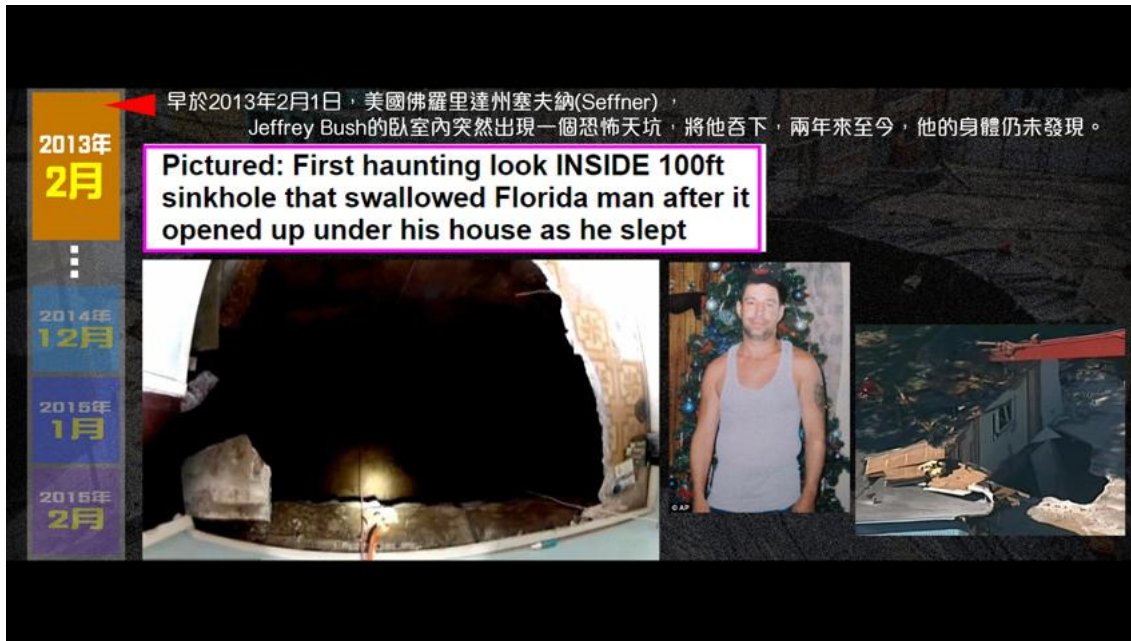 早於2013年2月1日，美國佛羅里達州塞夫納(Seffner)，
Jeffrey Bush的臥室內突然出現一個恐怖天坑，將他吞下，兩年來至今，他的身體仍未發現。
2013年
2月
Pictured: First haunting look INSIDE 100ft
sinkhole that swallowed Florida man after it
opened up under his house as he slept
2014年
12月
2015年
1月
2015年
2月
© AP